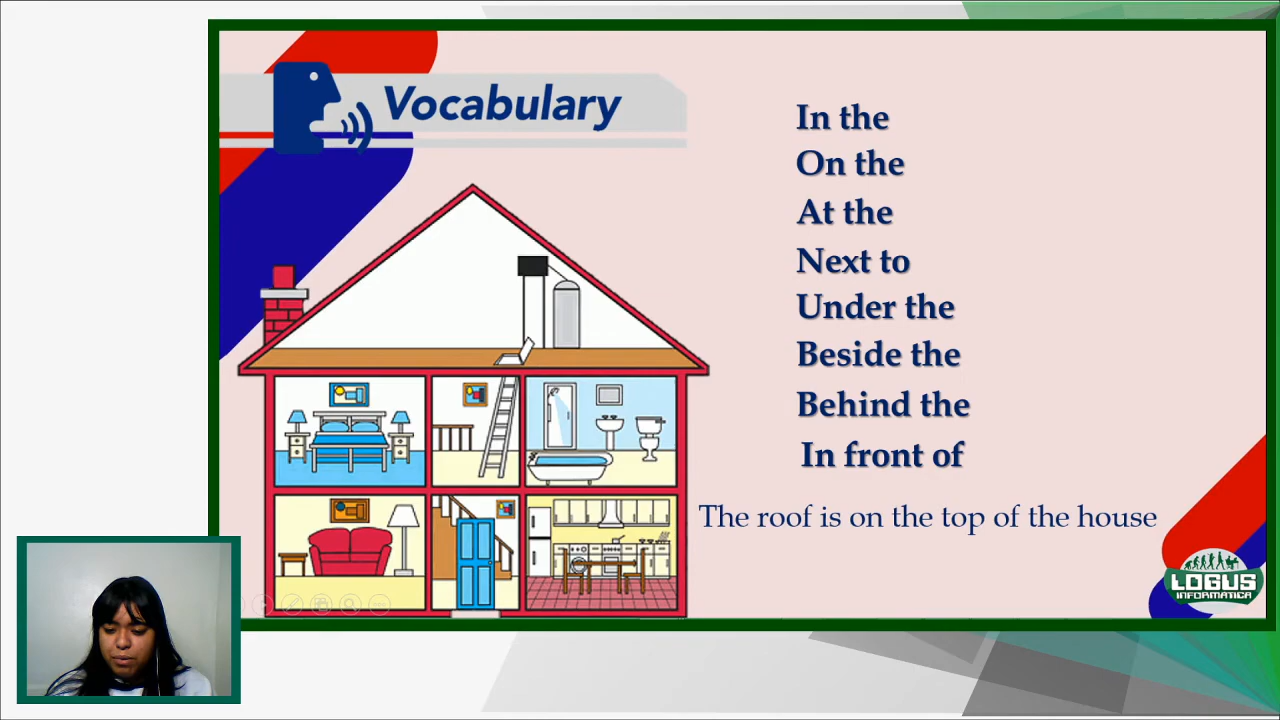 Vocabulary
In the
On the
At the
Next to
Under the
Beside the
Behind the
In front of
The roof is on the top of the house
LOGUS
INFORMATICA